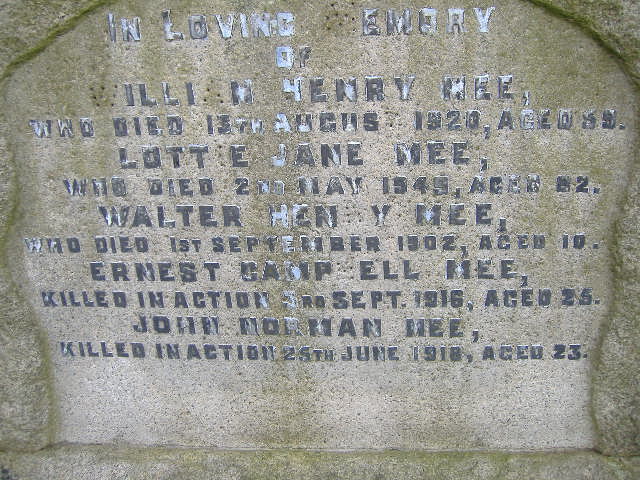 IN LOVING EMORY
OF
ILLI M HENRY MEE,
WHO DIED 13TH AUGUS 1920, AGED 59.
LOTT E JANE MEE,
WHO DIED 2ND MAY 1949, AGED 82.
WALTER HEN Y MEE,
WHO DIED 1ST SEPTEMBER 1902, AGED 10.
ERNEST CAMP ELL MEE,
KILLED IN ACTION 3RD SEPT. 1916, AGED 25.
JOHN NORMAN MEE,
KILLED IN ACTION 25TH JUNE 1918, AGED 23.